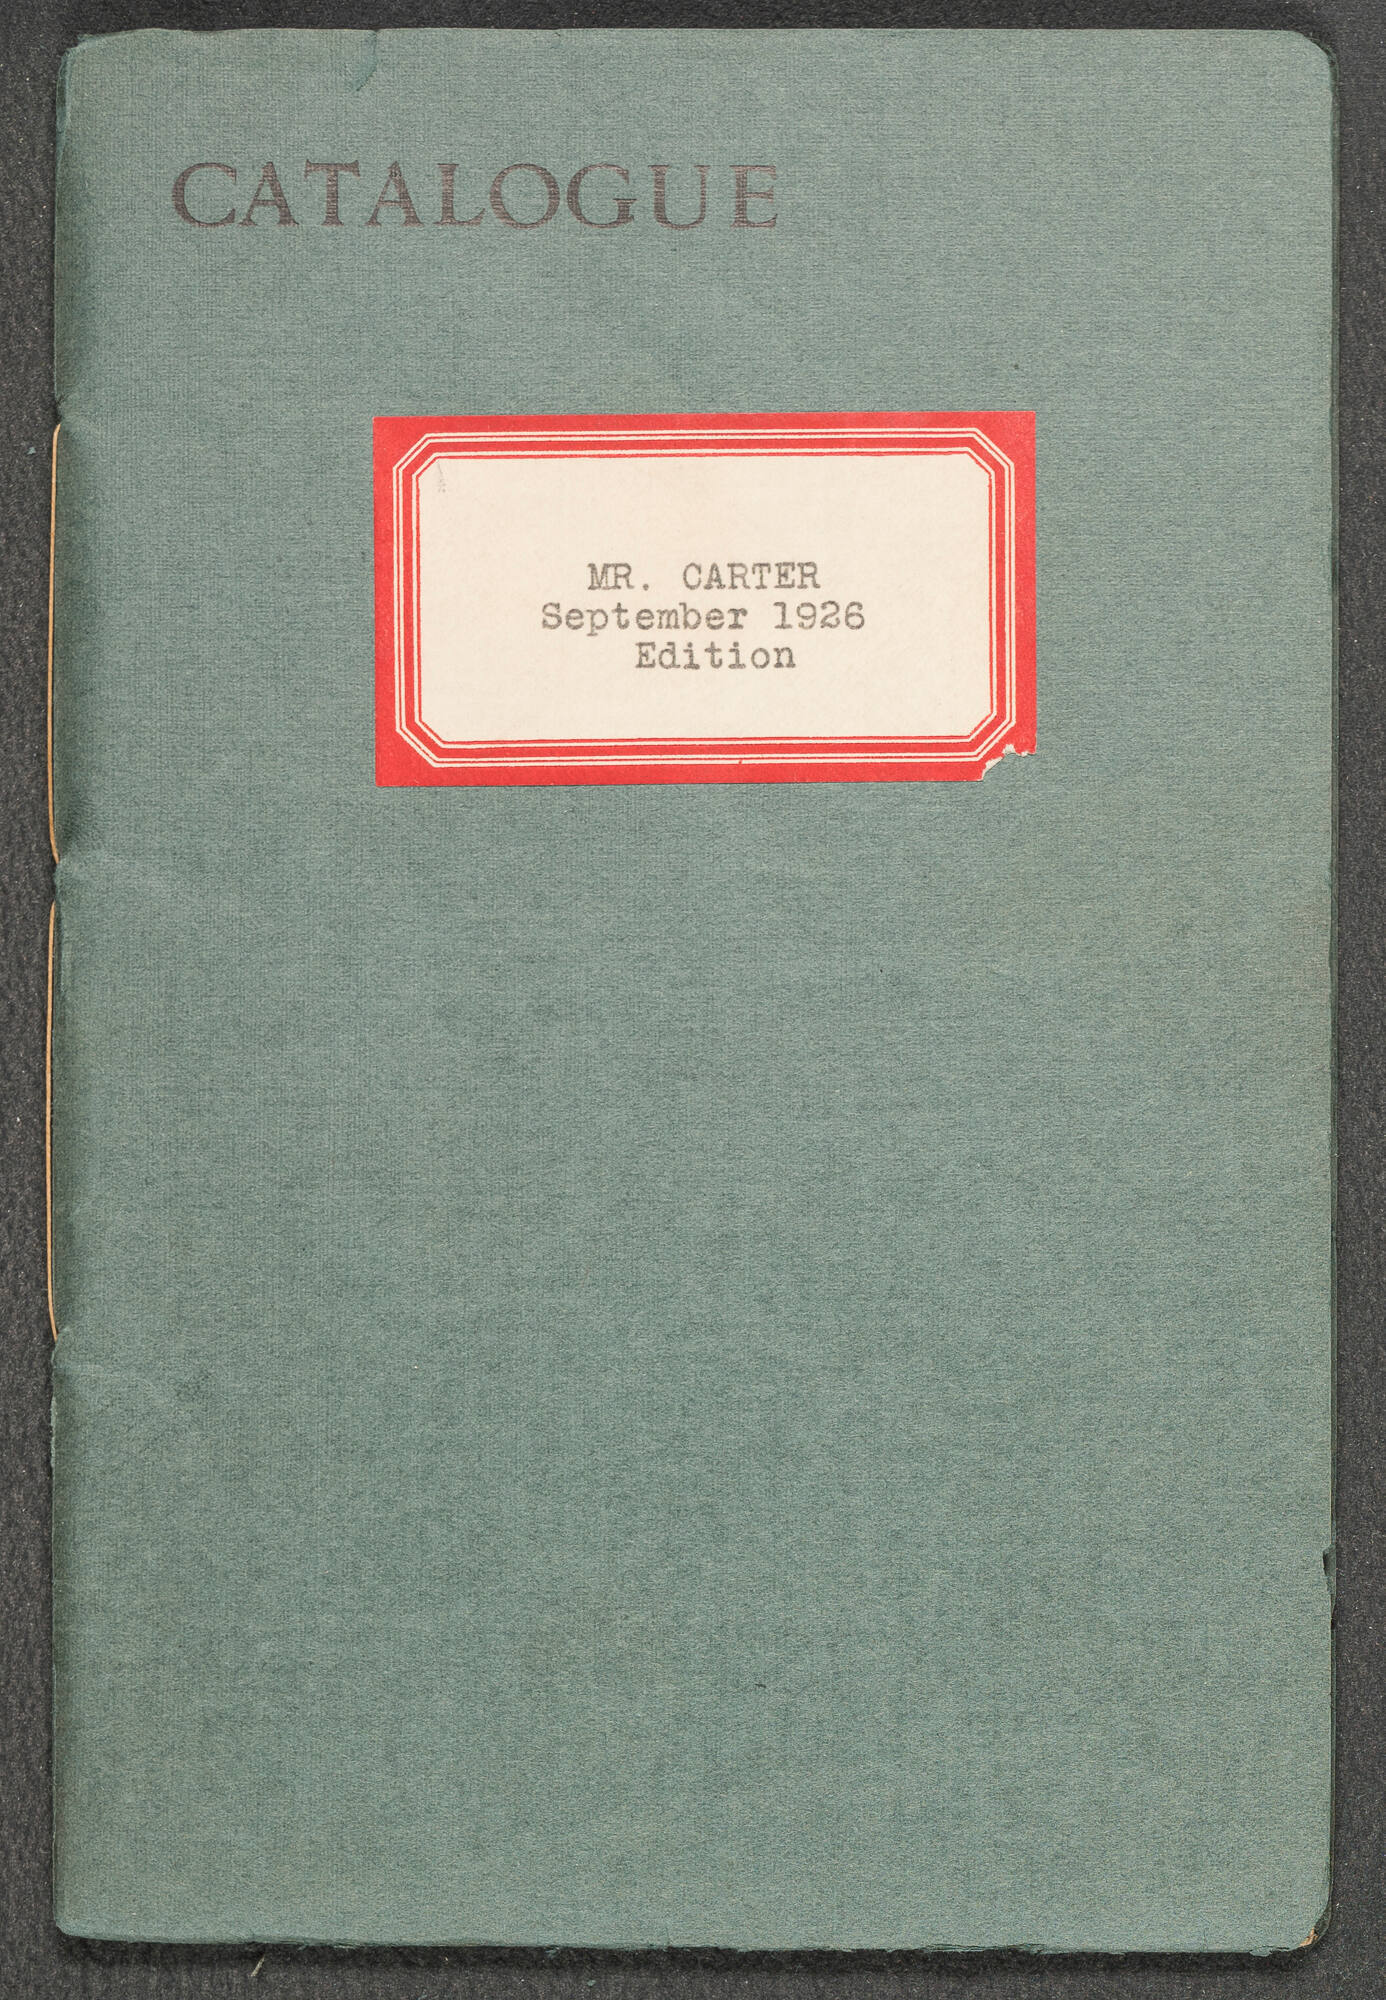 CATALOGUE
MR. CARTER
September 1926
Edition